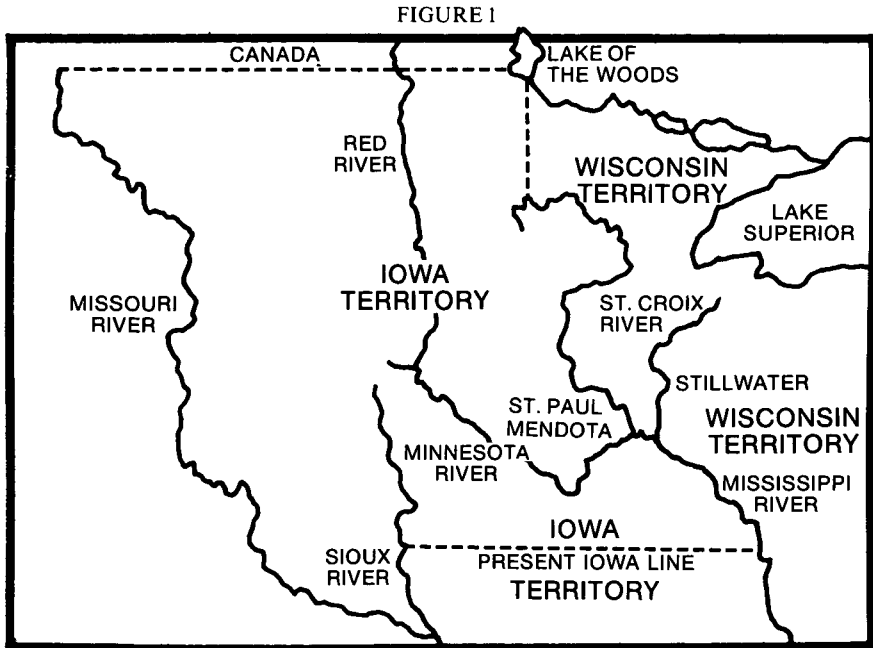 FIGURE 1
CANADA
LAKE OF
THE WOODS
RED
RIVER
WISCONSIN
TERRITORY
LAKE
SUPERIOR
IOWA
TERRITORY
MISSOURI
RIVER
ST. CROIX
RIVER
STILLWATER
ST. PAUL
MENDOTA
WISCONSIN
TERRITORY
MINNESOTA
RIVER
MISSISSIPPI
RIVER
IOWA
SIOUX
RIVER
PRESENT IOWA LINE
TERRITORY